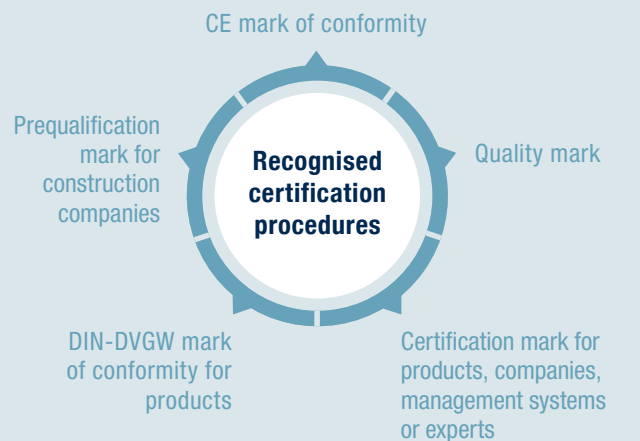 CE mark of conformity
Prequalification
mark for
construction
companies
Recognised
certification
procedures
Quality mark
DIN-DVGW mark
of conformity for
products
Certification mark for
products, companies,
management systems
or experts